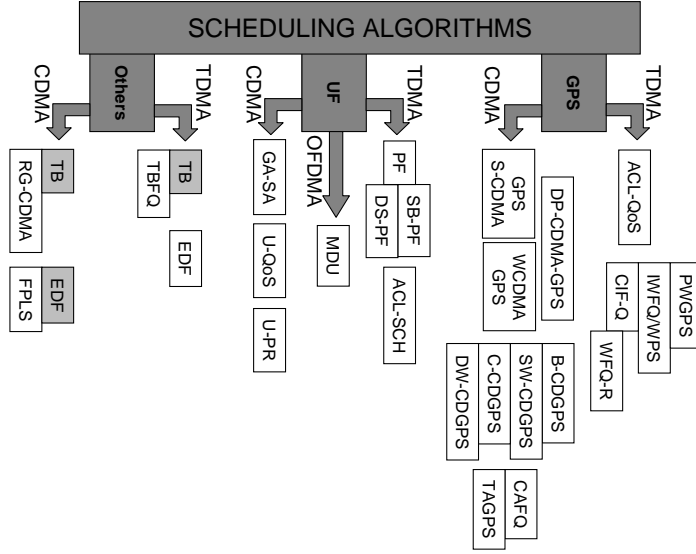 SCHEDULING ALGORITHMS
Others
UF
GPS
CDMA
TDMA
CDMA
OFDMA
TDMA
CDMA
TDMA
TB
RG-CDMA
EDF
FPLS
TB
TBFQ
EDF
GA-SA
U-QoS
U-PR
MDU
PF
SB-PF
DS-PF
ACL-SCH
GPS
S-CDMA
WCDMA
GPS
DP-CDMA-GPS
B-CDGPS
SW-CDGPS
C-CDGPS
DW-CDGPS
CAFQ
TAGPS
ACL-QoS
PWGPS
IWFQ/WPS
CIF-Q
WFQ-R